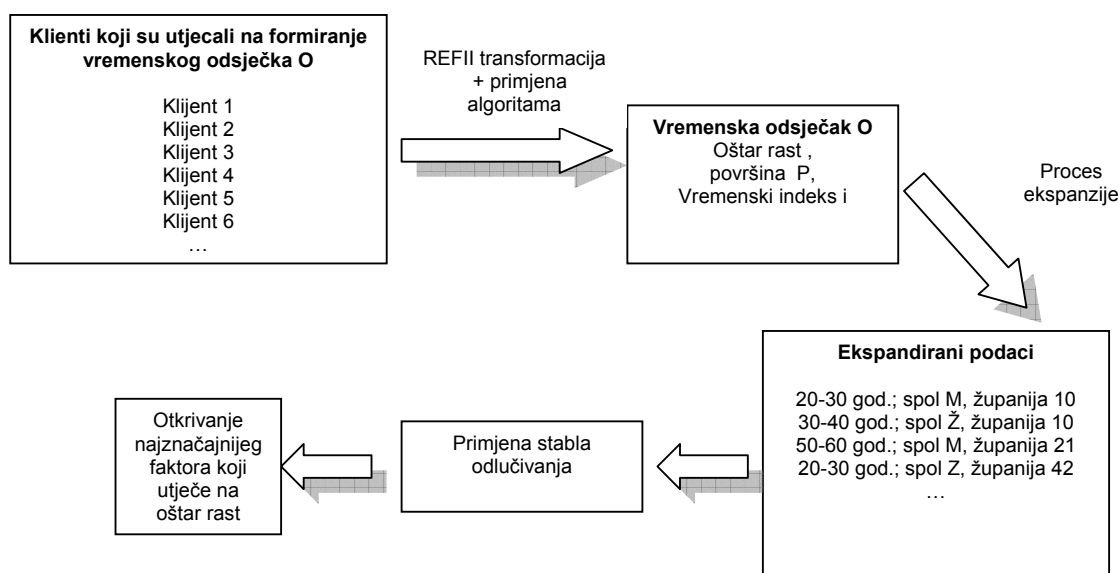 Klienti koji su utjecali na formiranje
vremenskog odsječka O
Klijent 1
Klijent 2
Klijent 3
Klijent 4
Klijent 5
Klijent 6
…
REFII transformacija
+ primjena
algoritama
Vremenska odsječak O
Oštar rast ,
površina P,
Vremenski indeks i
Proces
ekspanzije
Ekspandirani podaci
20-30 god.; spol M, županija 10
30-40 god.; spol Ž, županija 10
50-60 god.; spol M, županija 21
20-30 god.; spol Z, županija 42
…
Primjena stabla
odlučivanja
Otkrivanje
najznačajnijeg
faktora koji
utječe na
oštar rast